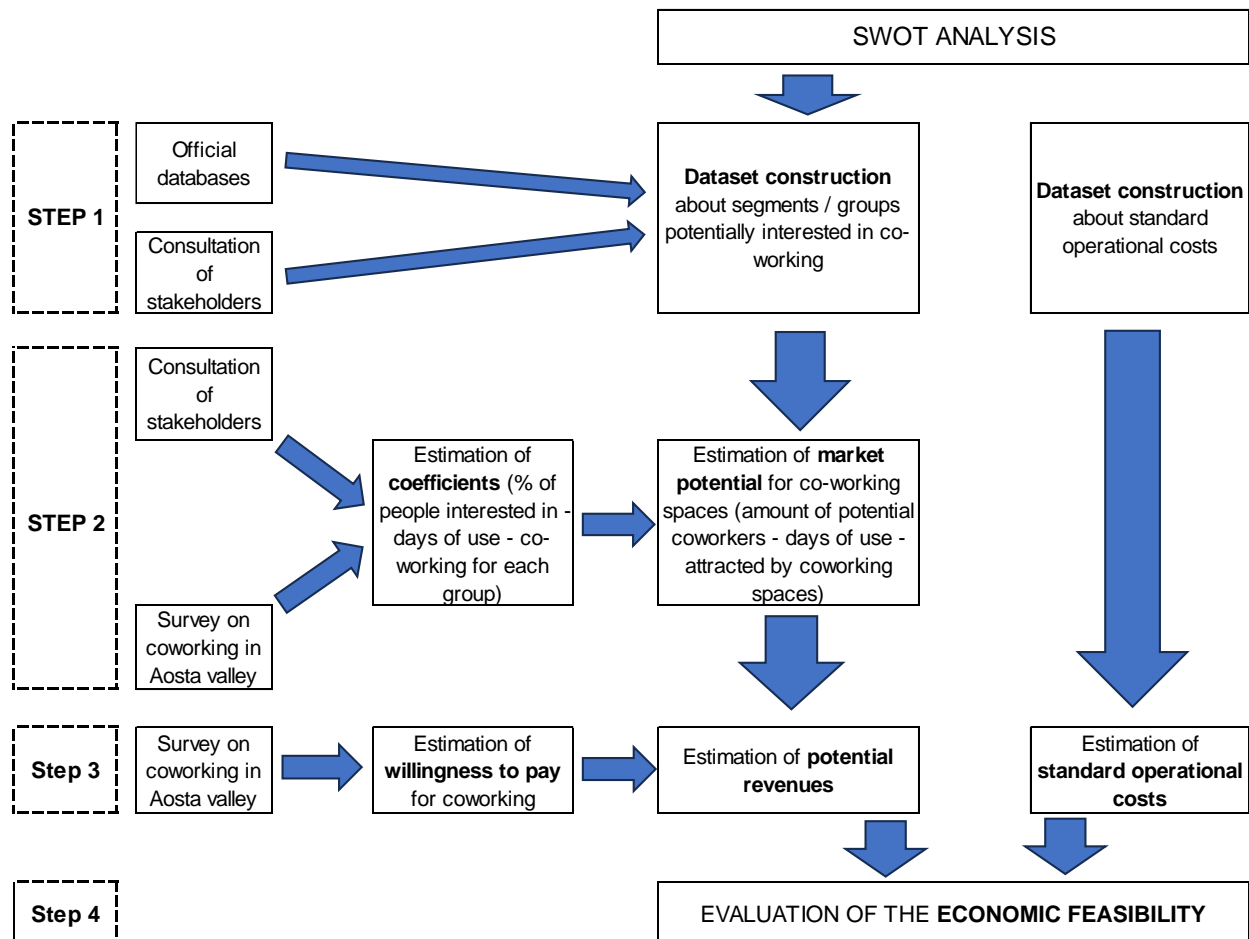 SWOT ANALYSIS
STEP 1
Official
databases
Consultation
of
stakeholders
Dataset construction
about segments / groups
potentially interested in co-
working
Dataset construction
about standard
operational costs
STEP 2
Consultation
of
stakeholders
Survey on
coworking in
Aosta valley
Estimation of
coefficients (% of
people interested in -
days of use - co-
working for each
group)
Estimation of market
potential for co-working
spaces (amount of potential
coworkers - days of use -
attracted by coworking
spaces)
Step 3
Survey on
coworking in
Aosta valley
Estimation of
willingness to pay
for coworking
Estimation of potential
revenues
Estimation of
standard operational
costs
Step 4
EVALUATION OF THE ECONOMIC FEASIBILITY